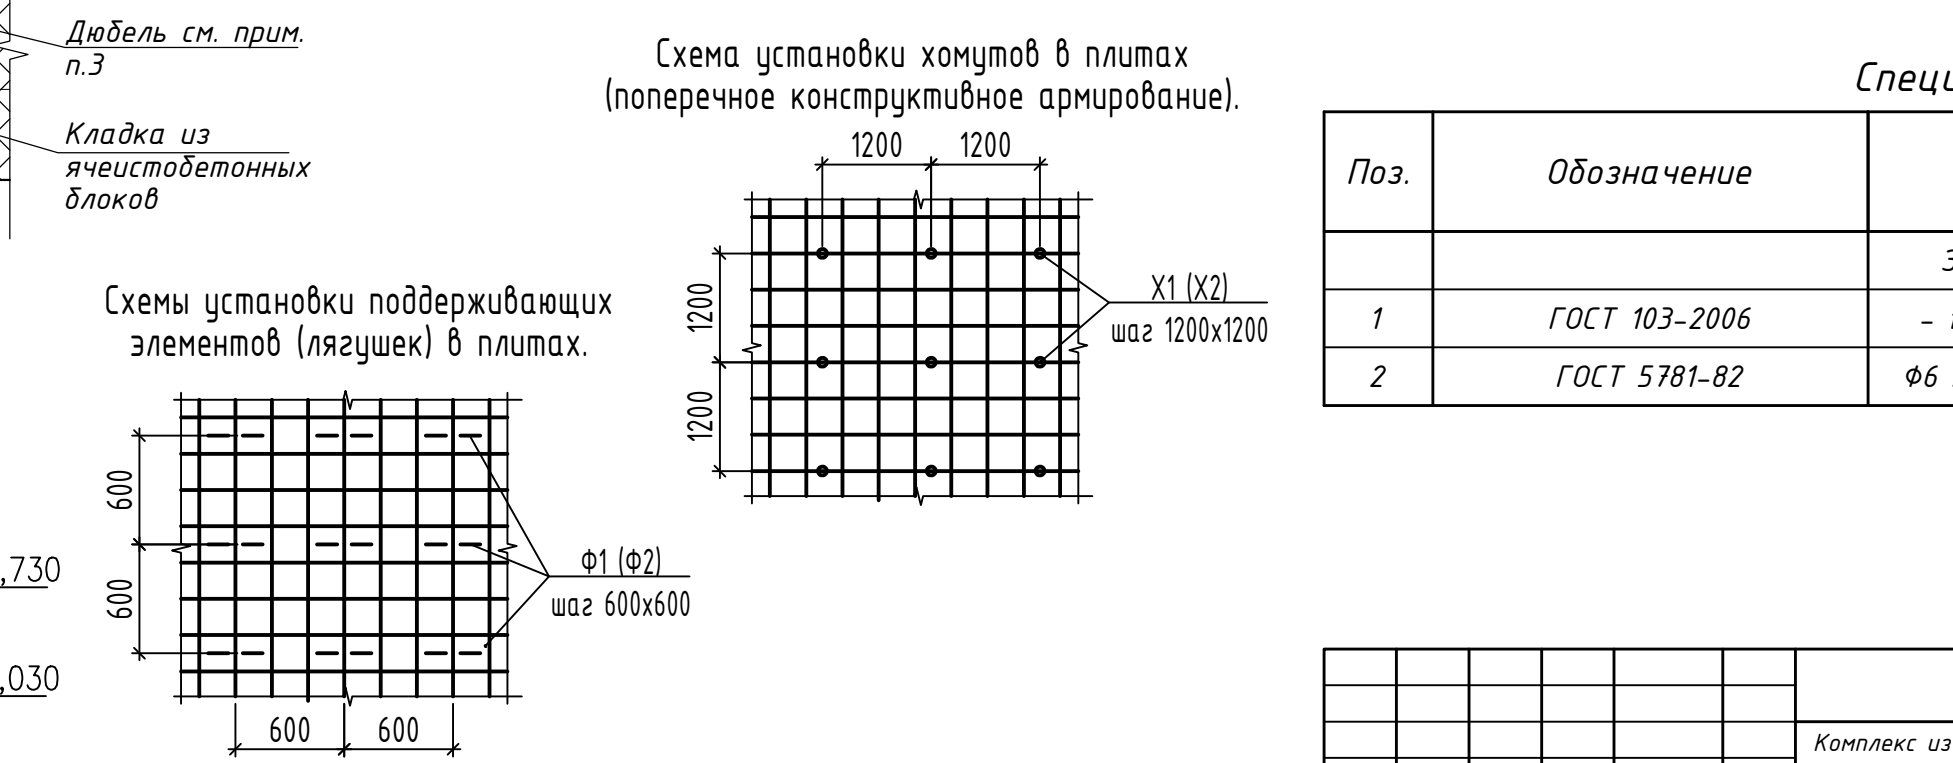 Дюбель см. прим.
п.3
Кладка из
ячеистобетонных
блоков
Схема установки хомутов в плитах
(поперечное конструктивное армирование).
1200 1200
1200
1200
Х1 (Х2)
шаг 1200х1200
Схемы установки поддерживающих
элементов (лягушек) в плитах.
600
600
600 600
Ф1 (Ф2)
шаг 600х600
,730
,030
Специ
Поз. Обозначение
1 ГОСТ 103-2006 -
2 ГОСТ 5781-82 Ф6
Комплекс из